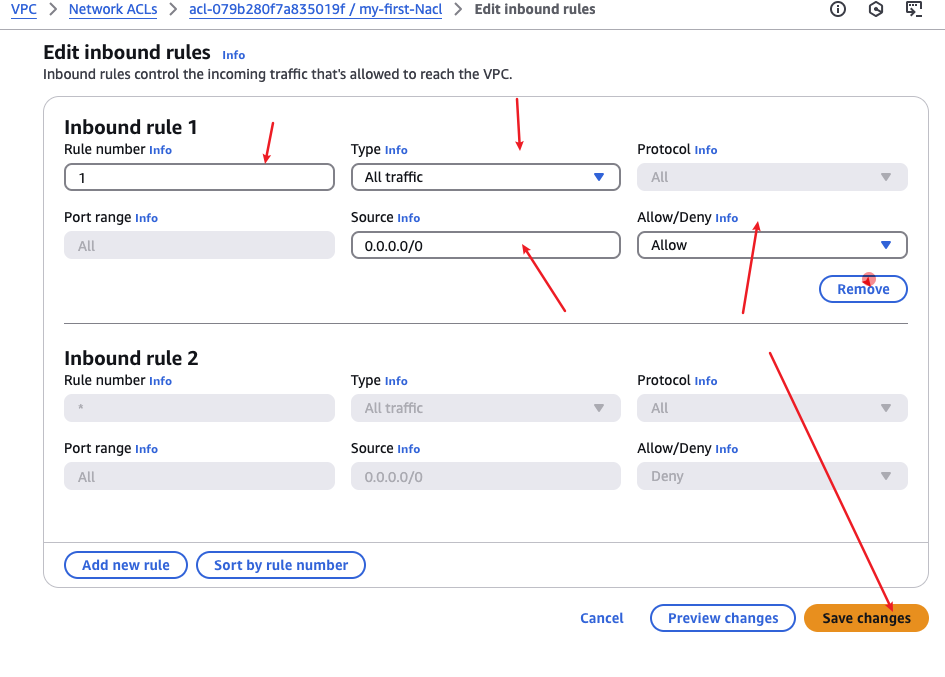 VPC > Network ACLs > acl-079b280f7a835019f / my-first-Nacl > Edit inbound rules
Edit inbound rules Info
Inbound rules control the incoming traffic that's allowed to reach the VPC.
Inbound rule 1
Rule number Info Type Info Protocol Info
1 All traffic All
Port range Info Source Info Allow/Deny Info
All 0.0.0.0/0 Allow
Remove
Inbound rule 2
Rule number Info Type Info Protocol Info
* All traffic All
Port range Info Source Info Allow/Deny Info
All 0.0.0.0/0 Deny
Add new rule Sort by rule number
Cancel Preview changes Save changes